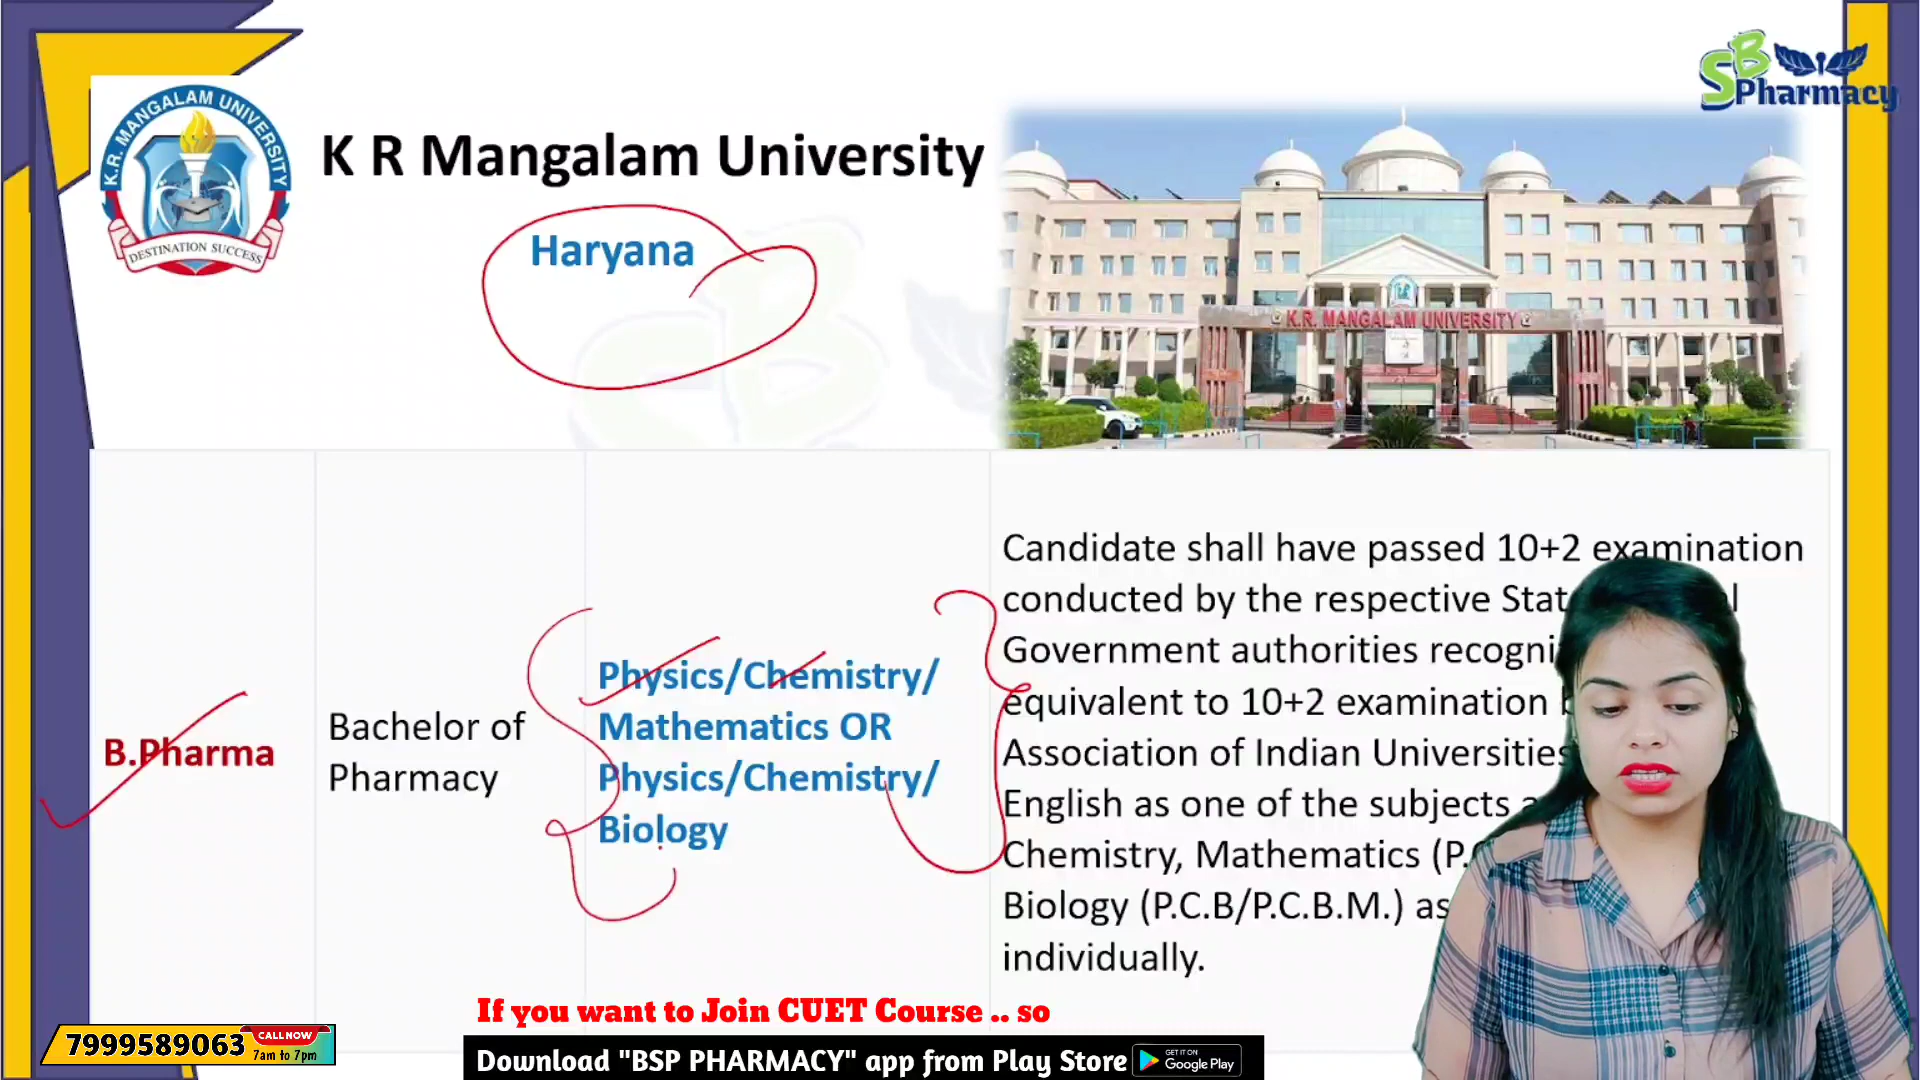 K.R. MANGALAM UNIVERSITY
DESTINATION SUCCESS
K R Mangalam University
Haryana
SB Pharmacy
K.R. MANGALAM UNIVERSITY
B.Pharma
Bachelor of
Pharmacy
Physics/Chemistry/
Mathematics OR
Physics/Chemistry/
Biology
Candidate shall have passed 10+2 examination
conducted by the respective
Government authorities
equivalent to 10+2 examination
Association of Indian Universities
English as one of the subjects
Chemistry, Mathematics
Biology (P.C.B/P.C.B.M.) as
individually.
If you want to Join CUET Course .. so
7999589063
CALL NOW
7am to 7pm
Download "BSP PHARMACY" app from Play Store
GET IT ON
Google Play